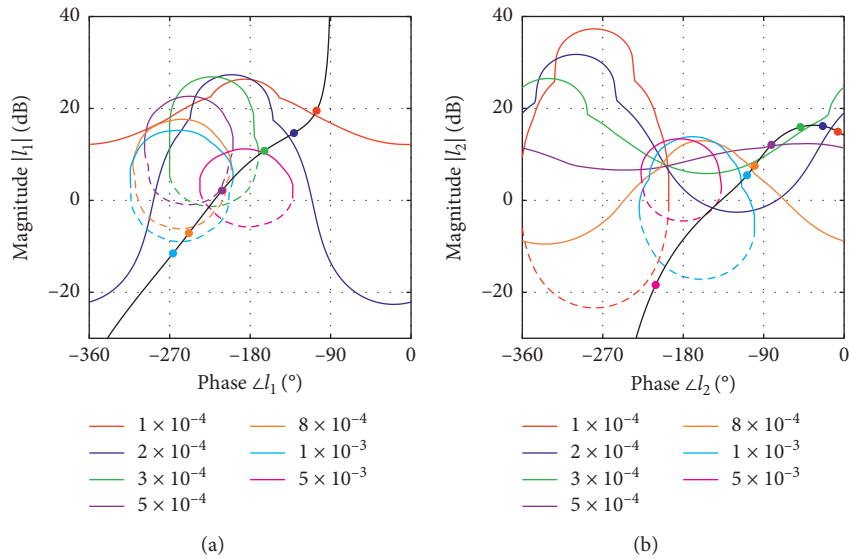 40
20
0
−20
Magnitude |l₁| (dB)
−360
−270
−180
−90
0
Phase ∠l₁ (°)
1 × 10⁻⁴
2 × 10⁻⁴
3 × 10⁻⁴
5 × 10⁻⁴
8 × 10⁻⁴
1 × 10⁻³
5 × 10⁻³
(a)
40
20
0
−20
Magnitude |l₂| (dB)
−360
−270
−180
−90
0
Phase ∠l₂ (°)
1 × 10⁻⁴
2 × 10⁻⁴
3 × 10⁻⁴
5 × 10⁻⁴
8 × 10⁻⁴
1 × 10⁻³
5 × 10⁻³
(b)